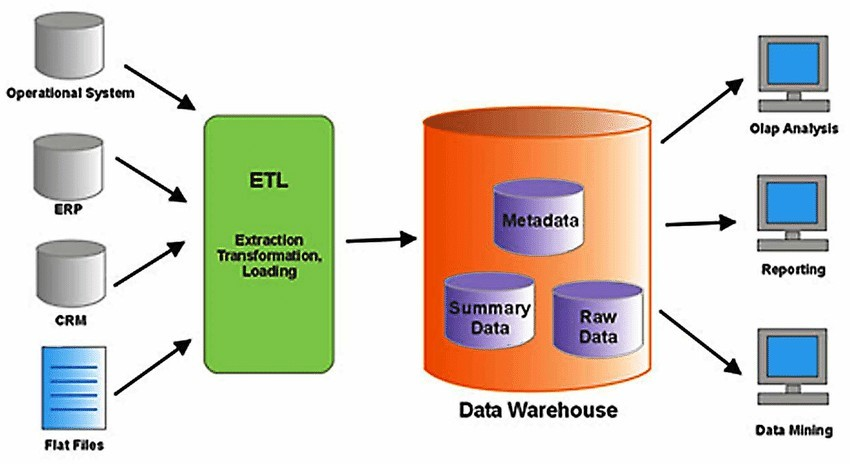 Operational System
ERP
CRM
Flat Files
ETL
Extraction
Transformation,
Loading
Metadata
Summary
Data
Raw
Data
Data Warehouse
Olap Analysis
Reporting
Data Mining